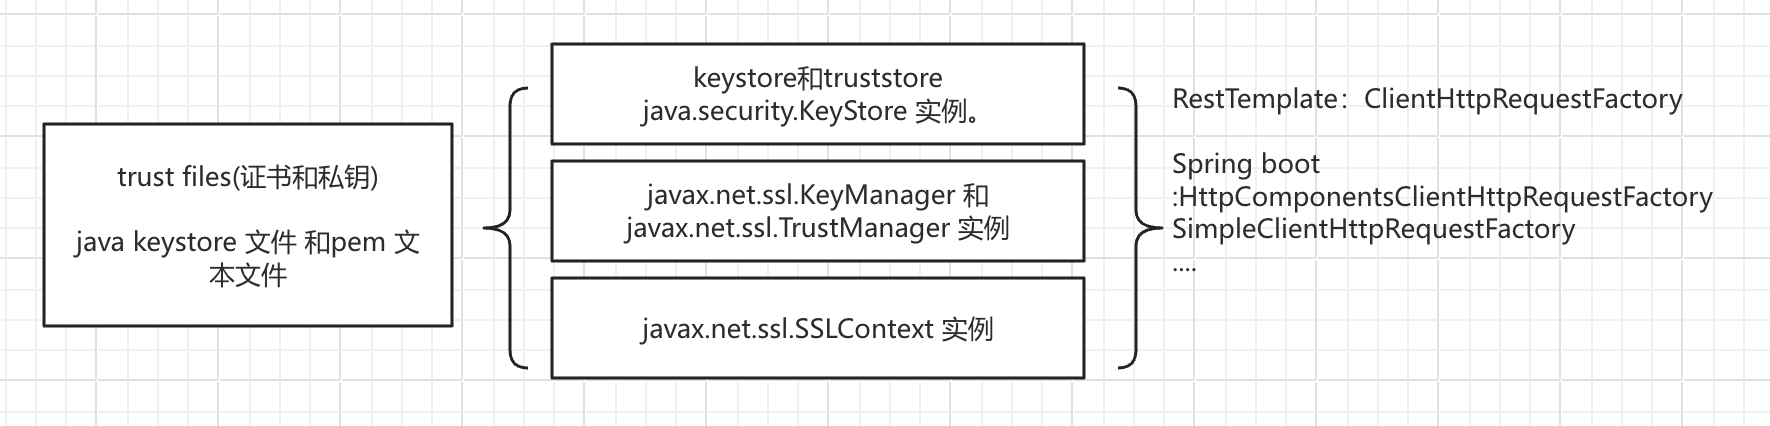 trust files(证书和私钥)
java keystore 文件 和pem 文
本文件
keystore和truststore
java.security.KeyStore 实例。
javax.net.ssl.KeyManager 和
javax.net.ssl.TrustManager 实例
javax.net.ssl.SSLContext 实例
RestTemplate：ClientHttpRequestFactory
Spring boot
:HttpComponentsClientHttpRequestFactory
SimpleClientHttpRequestFactory
....